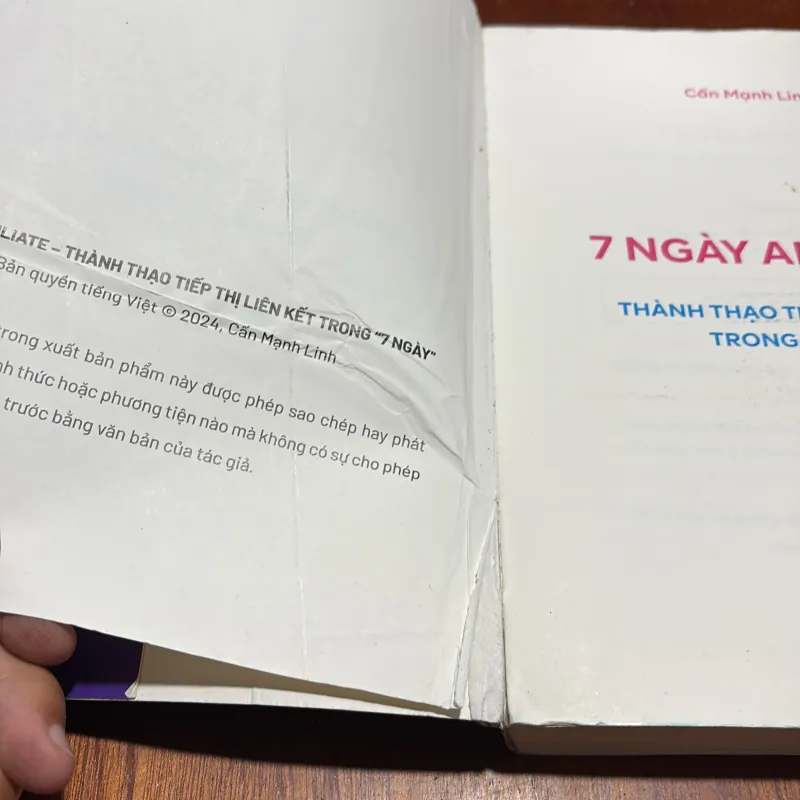 LIATE – THÀNH THẠO TIẾP THỊ LIÊN KẾT TRONG "7 NGÀY"
Bản quyền tiếng Việt © 2024, Cấn Mạnh Linh
trong xuất bản phẩm này được phép sao chép hay phát
thức hoặc phương tiện nào mà không có sự cho phép
trước bằng văn bản của tác giả.
Cấn Mạnh Lin
7 NGÀY
THÀNH THẠO
TRONG